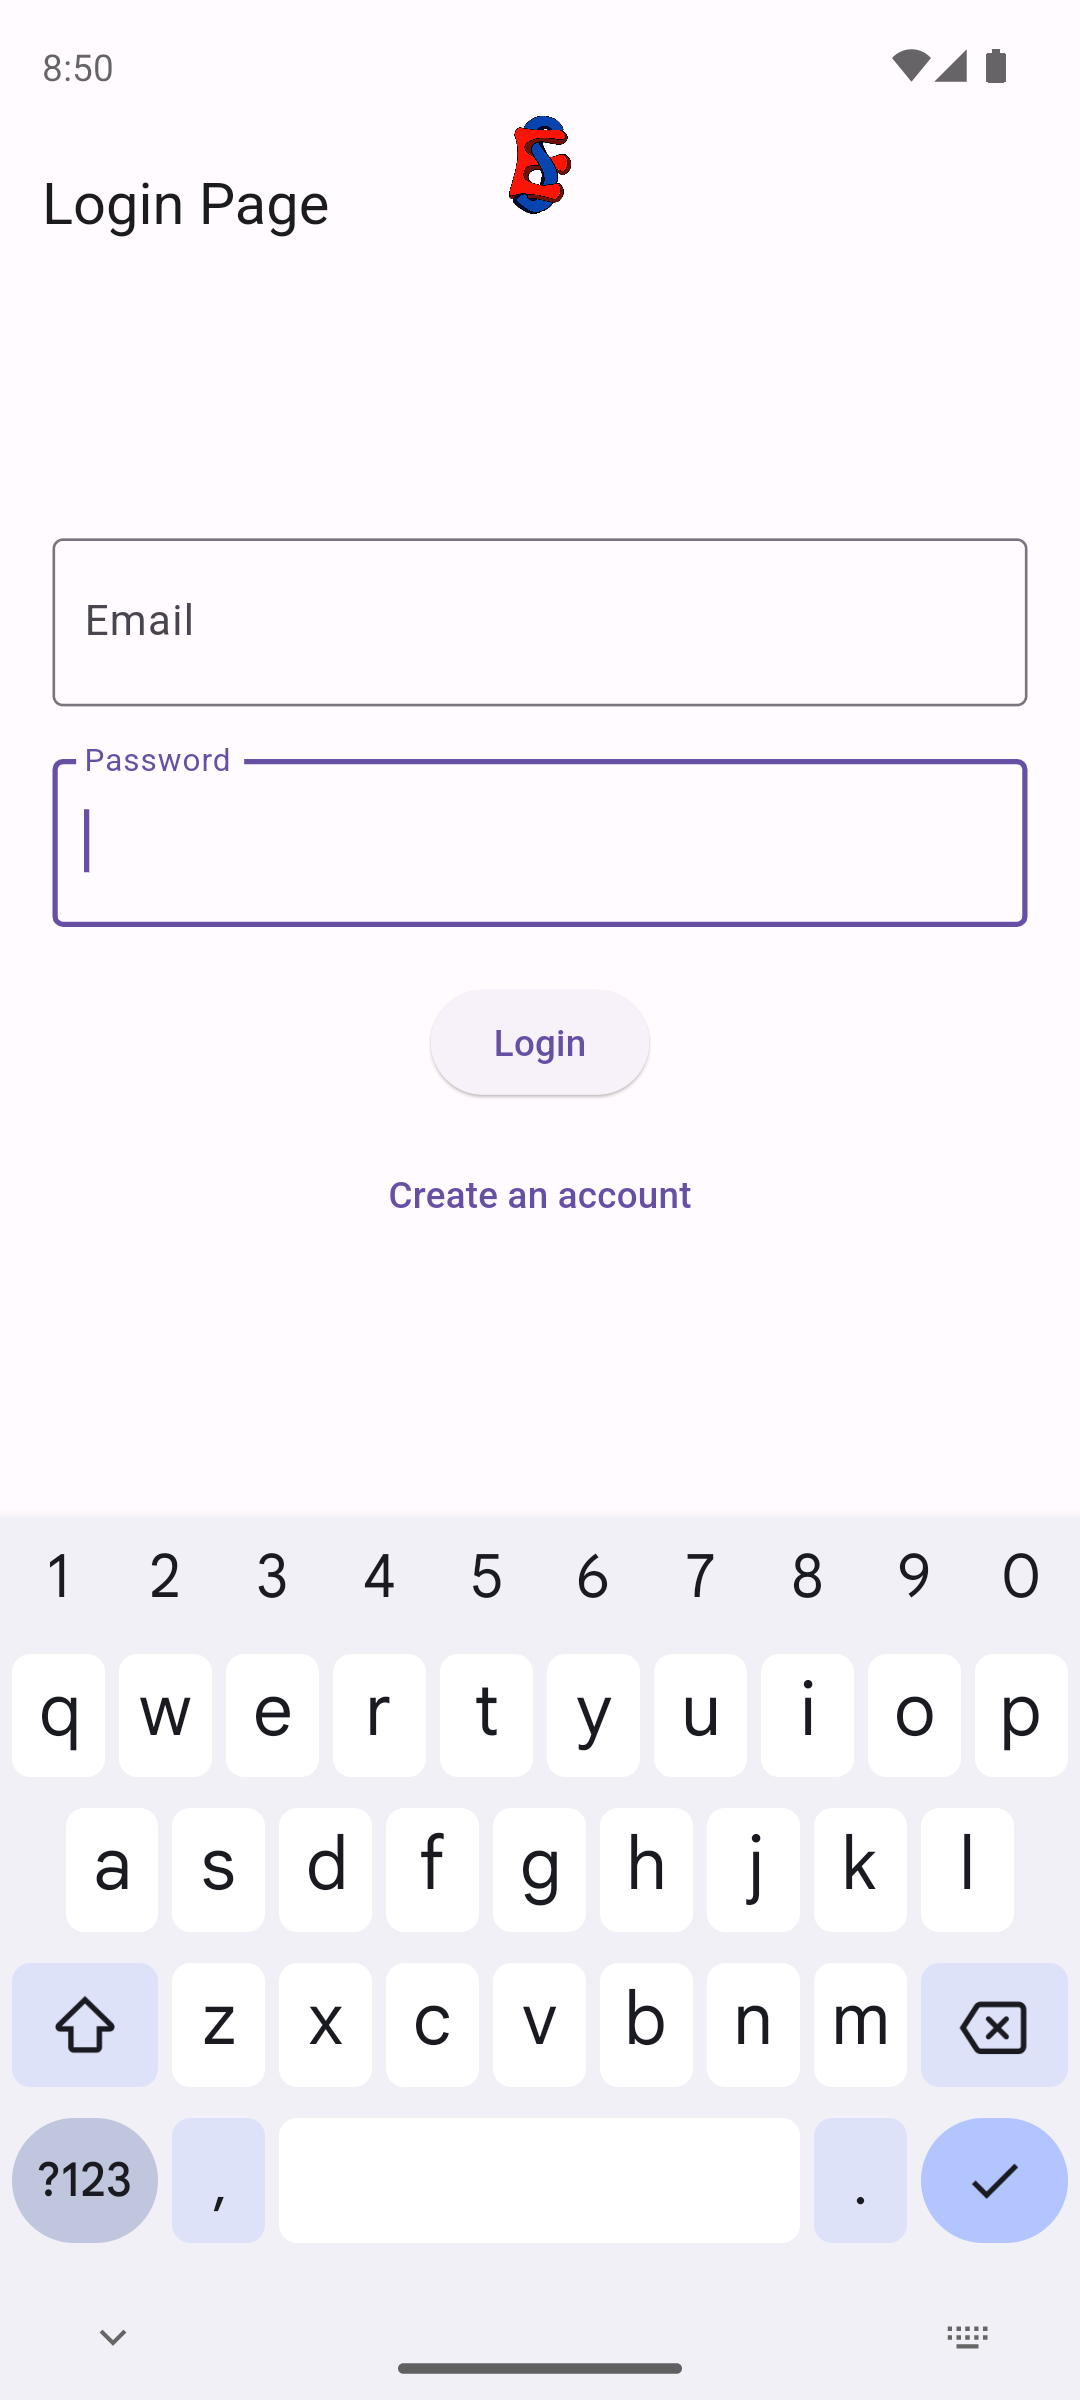 8:50
Login Page
Email
Password
Login
Create an account
1 2 3 4 5 6 7 8 9 0
q w e r t y u i o p
a s d f g h j k l
z x c v b n m
?123 , .